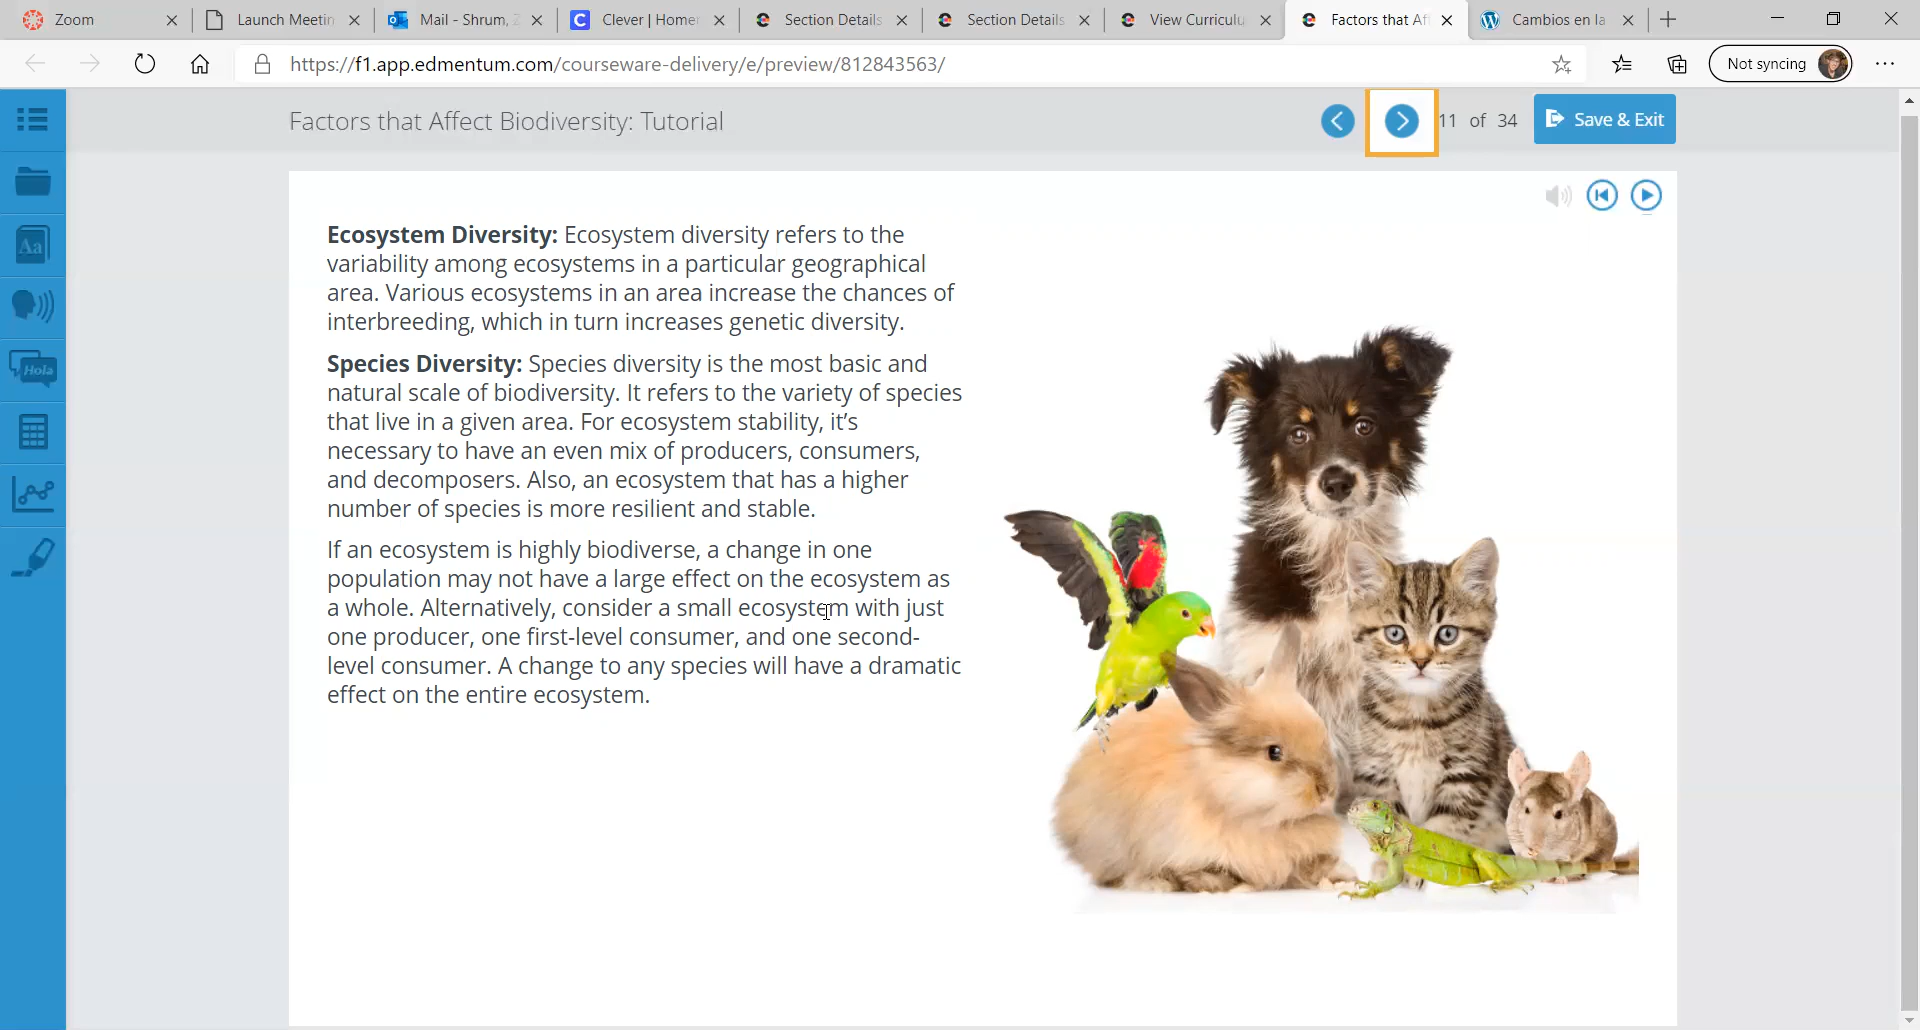 Zoom
Launch Meetin
Mail - Shrum, Z
C Clever | Homer
Section Details
Section Details
View Curriculu
Factors that Af
Cambios en la
https://f1.app.edmentum.com/courseware-delivery/e/preview/812843563/
Not syncing
Factors that Affect Biodiversity: Tutorial
11 of 34
Save & Exit
Aa
Hola
Ecosystem Diversity: Ecosystem diversity refers to the
variability among ecosystems in a particular geographical
area. Various ecosystems in an area increase the chances of
interbreeding, which in turn increases genetic diversity.
Species Diversity: Species diversity is the most basic and
natural scale of biodiversity. It refers to the variety of species
that live in a given area. For ecosystem stability, it’s
necessary to have an even mix of producers, consumers,
and decomposers. Also, an ecosystem that has a higher
number of species is more resilient and stable.
If an ecosystem is highly biodiverse, a change in one
population may not have a large effect on the ecosystem as
a whole. Alternatively, consider a small ecosystem with just
one producer, one first-level consumer, and one second-
level consumer. A change to any species will have a dramatic
effect on the entire ecosystem.